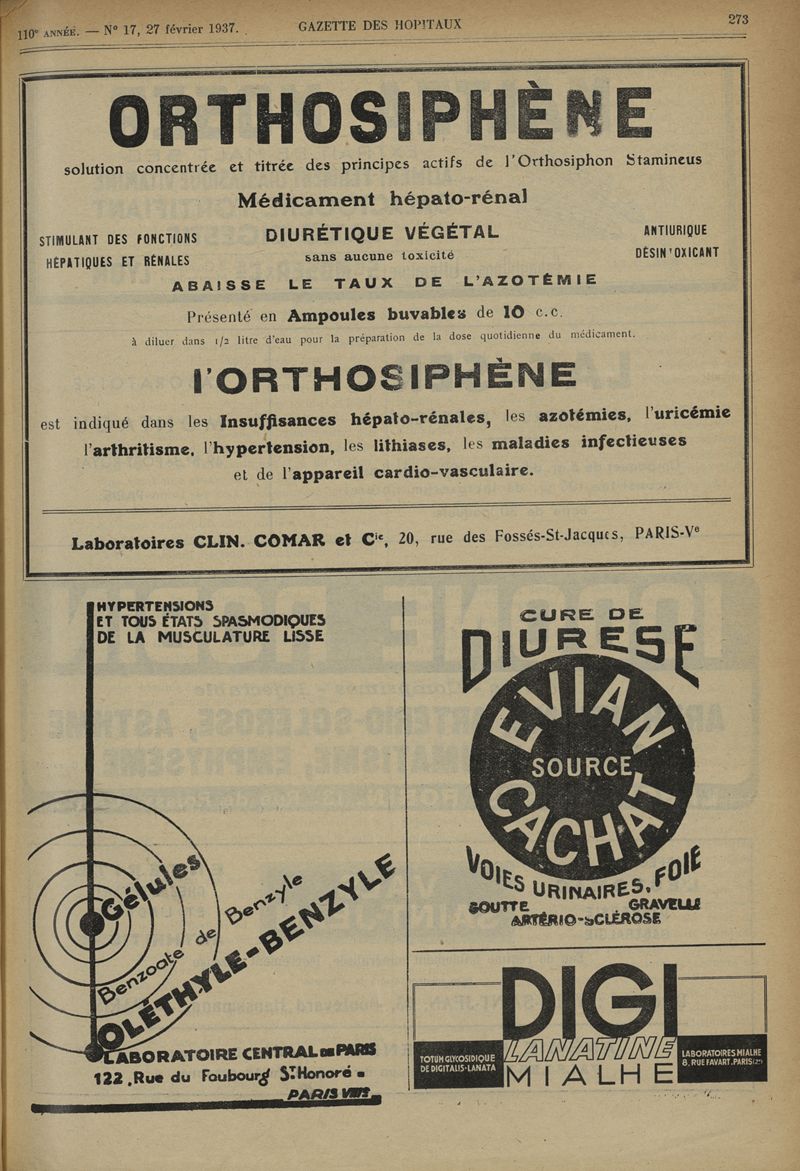 110e ANNÉE. — N° 17, 27 février 1937.
GAZETTE DES HOPITAUX
273
ORTHOSIPHÈNE
solution concentrée et titrée des principes actifs de l'Orthosiphon Stamineus
Médicament hépato-rénal
STIMULANT DES FONCTIONS
HÉPATIQUES ET RÉNALES
DIURÉTIQUE VÉGÉTAL
sans aucune toxicité
ANTIURIQUE
DÉSINTOXICANT
ABAISSE LE TAUX DE L'AZOTÉMIE
Présenté en Ampoules buvables de 10 c.c.
à diluer dans 1/2 litre d'eau pour la préparation de la dose quotidienne du médicament.
l'ORTHOSIPHÈNE
est indiqué dans les Insuffisances hépato-rénales, les azotémies, l'uricémie
l'arthritisme, l'hypertension, les lithiases, les maladies infectieuses
et de l'appareil cardio-vasculaire.
Laboratoires CLIN. COMAR et Cie, 20, rue des Fossés-St-Jacques, PARIS-Ve
HYPERTENSIONS
ET TOUS ÉTATS SPASMODIQUES
DE LA MUSCULATURE LISSE
Gélules
Benzoate de Benzyle
OLÉTHYLE-BENZYLE
LABORATOIRE CENTRAL DE PARIS
122, Rue du Faubourg St Honoré
PARIS VIIIe
CURE DE
DIURESE
EVIAN
SOURCE
CACHAT
VOIES URINAIRES, FOIE
GOUTTE GRAVELLE
ARTÉRIO-SCLÉROSE
DIGI
LANATINE
MIALHE
TOTUM GLYCOSIDIQUE
DE DIGITALIS-LANATA
LABORATOIRES MIALHE
8, RUE FAVART, PARIS (2e)